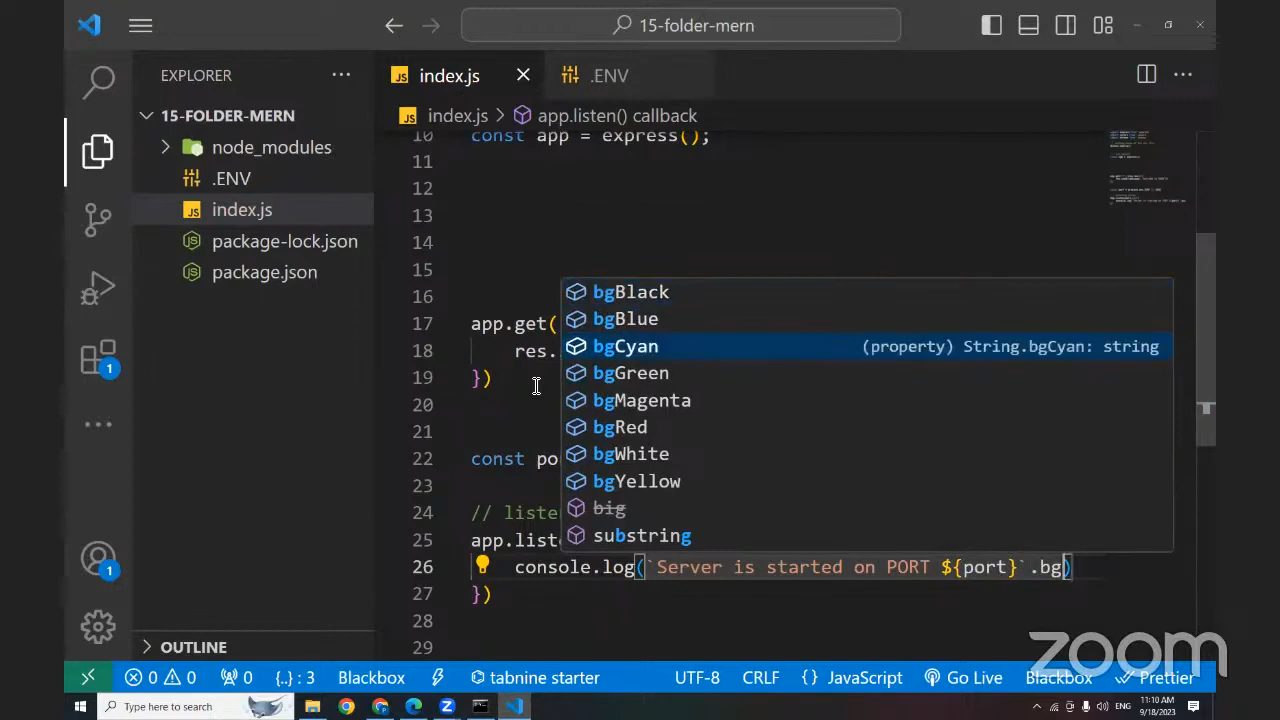 15-folder-mern
EXPLORER
index.js
.ENV
15-FOLDER-MERN
index.js > app.listen() callback
node_modules
.ENV
index.js
package-lock.json
package.json
10 const app = express();
11
12
13
14
15
16
17 app.get(
18 res.
19 })
20
21
22 const po
23
24 // liste
25 app.liste
26 console.log(`Server is started on PORT ${port}`.bg)
27 })
28
29
bgBlack
bgBlue
bgCyan (property) String.bgCyan: string
bgGreen
bgMagenta
bgRed
bgWhite
bgYellow
big
substring
1
1
OUTLINE
zoom
0 0 0 {..} : 3 Blackbox tabnine starter UTF-8 CRLF {} JavaScript Go Live Blackbox Prettier
Type here to search
ENG
11:10 AM
9/18/2023